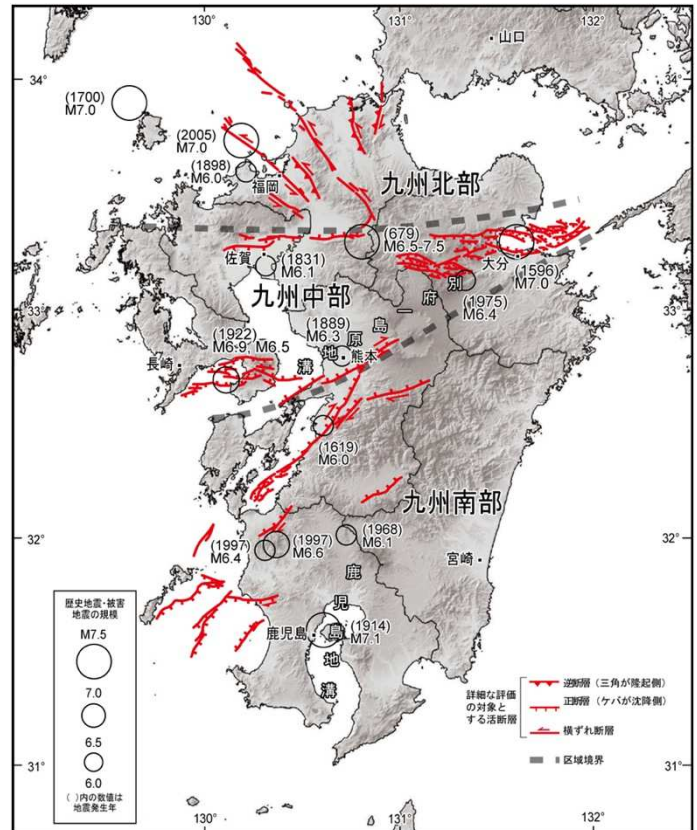 130°
131°
132°
34°
山口
(1700)
M7.0
(2005)
M7.0
(1898)
M6.0
福岡
九州北部
(679)
M6.5-7.5
佐賀
(1831)
M6.1
大分
(1596)
M7.0
33°
九州中部
別
府
一
島
原
地
溝
(1975)
M6.4
(1922)
M6.9, M6.5
(1889)
M6.3
長崎
熊本
(1619)
M6.0
九州南部
32°
(1997)
M6.4
(1997)
M6.6
(1968)
M6.1
宮崎
鹿
児
島
地
溝
鹿児島
(1914)
M7.1
歴史地震・被害
地震の規模
M7.5
7.0
6.5
6.0
( )内の数値は
地震発生年
詳細な評価
の対象と
する活断層
逆断層（三角が隆起側）
正断層（ケバが沈降側）
横ずれ断層
区域境界
31°
33°
32°
31°
130°
131°
132°